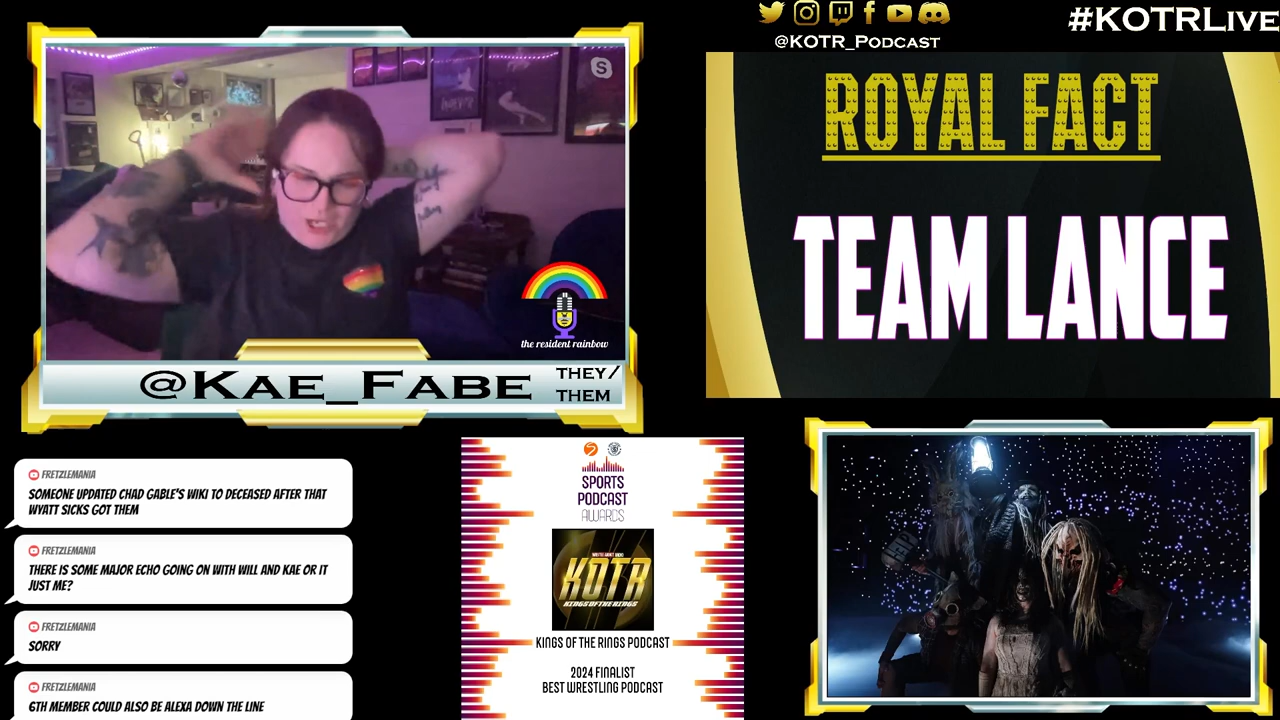 #KOTRLIVE
@KOTR_PODCAST
ROYAL FACT
TEAM LANCE
the resident rainbow
@KAE_FABE
THEY/
THEM
FRETZLEMANIA
SOMEONE UPDATED CHAD GABLE'S WIKI TO DECEASED AFTER THAT
WYATT SICKS GOT THEM
FRETZLEMANIA
THERE IS SOME MAJOR ECHO GOING ON WITH WILL AND KAE OR IT
JUST ME?
FRETZLEMANIA
SORRY
FRETZLEMANIA
6TH MEMBER COULD ALSO BE ALEXA DOWN THE LINE
SPORTS
PODCAST
AWARDS
KOTR
KINGS OF THE RINGS
KINGS OF THE RINGS PODCAST
2024 FINALIST
BEST WRESTLING PODCAST